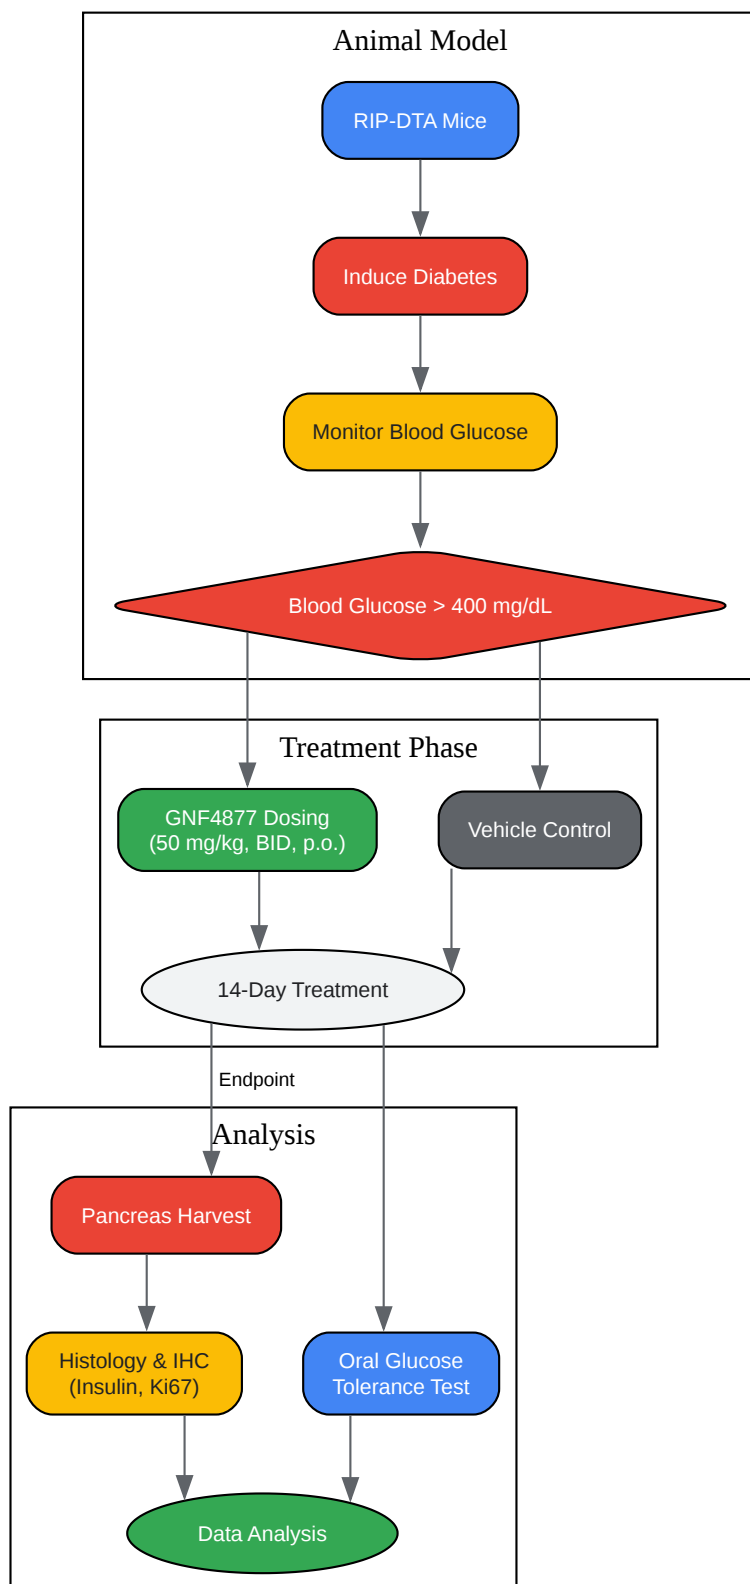 Animal Model
RIP-DTA Mice
Induce Diabetes
Monitor Blood Glucose
Blood Glucose > 400 mg/dL
Treatment Phase
GNF4877 Dosing
(50 mg/kg, BID, p.o.)
Vehicle Control
14-Day Treatment
Endpoint
Analysis
Pancreas Harvest
Histology & IHC
(Insulin, Ki67)
Oral Glucose
Tolerance Test
Data Analysis